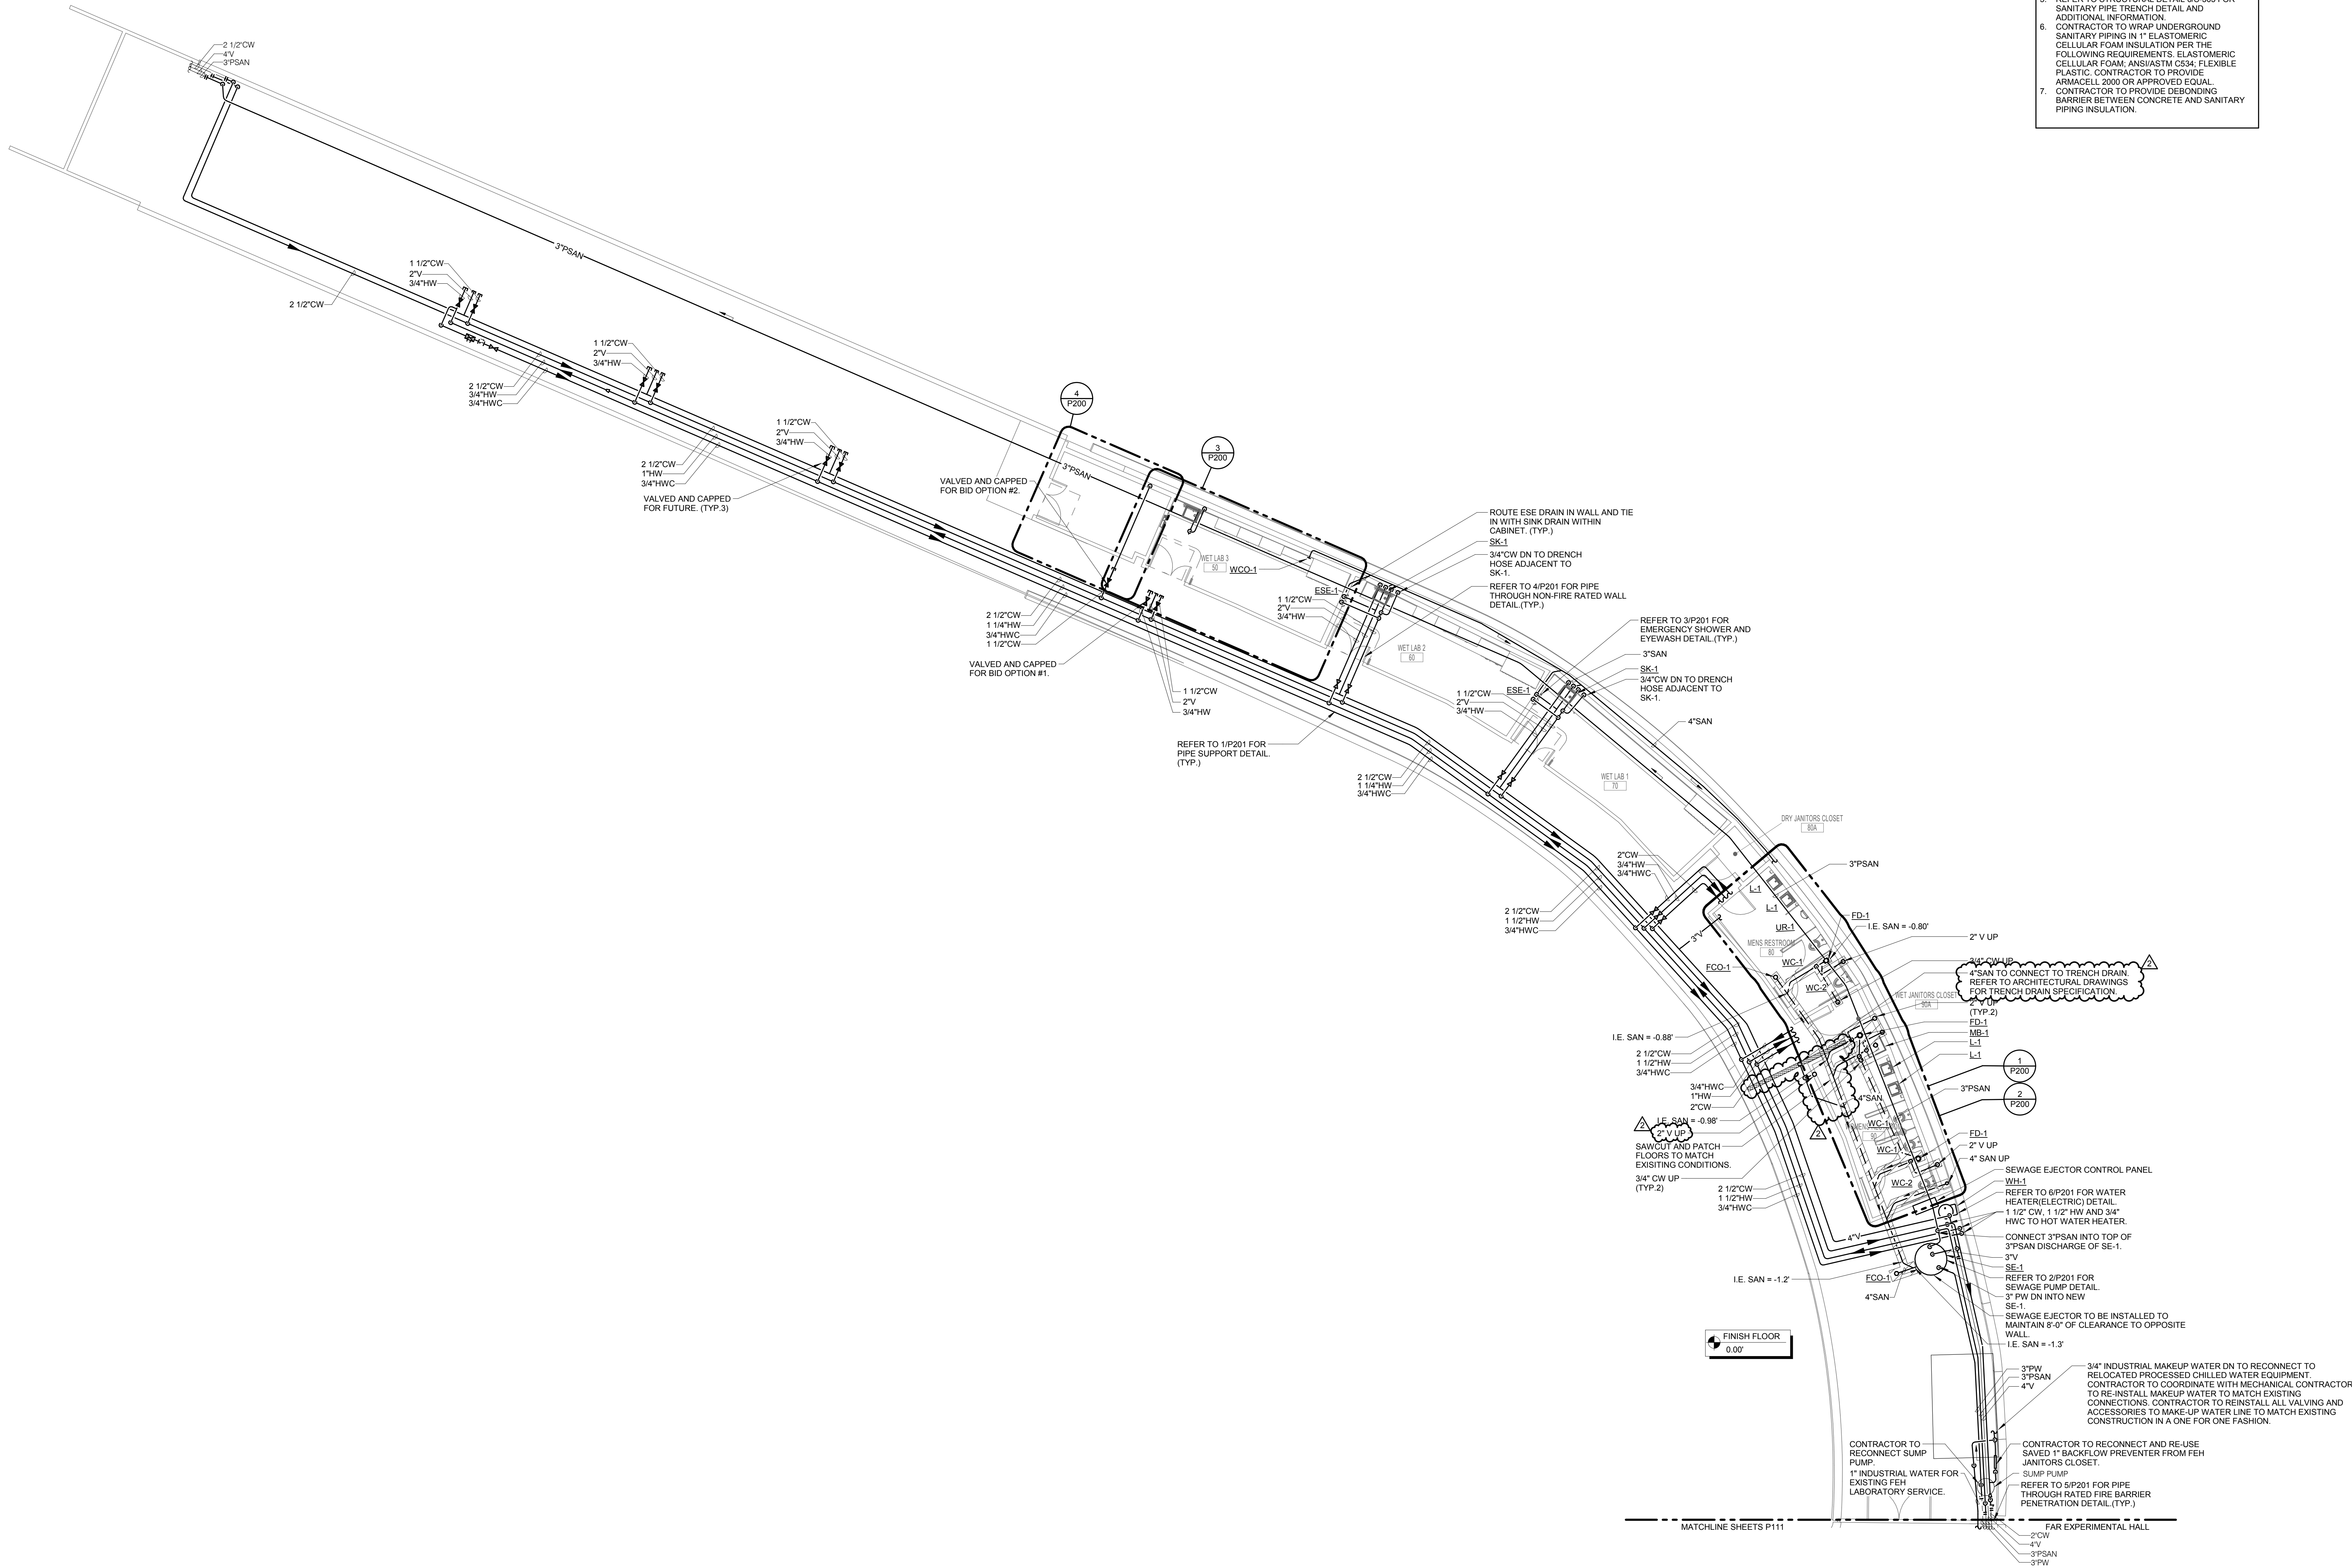 SANITARY PIPE TRENCH DETAIL AND
ADDITIONAL INFORMATION.
6. CONTRACTOR TO WRAP UNDERGROUND
SANITARY PIPING IN 1" ELASTOMERIC
CELLULAR FOAM INSULATION PER THE
FOLLOWING REQUIREMENTS. ELASTOMERIC
CELLULAR FOAM; ANSI/ASTM C534; FLEXIBLE
PLASTIC. CONTRACTOR TO PROVIDE
ARMACELL 2000 OR APPROVED EQUAL.
7. CONTRACTOR TO PROVIDE DEBONDING
BARRIER BETWEEN CONCRETE AND SANITARY
PIPING INSULATION.
2 1/2"CW
4"V
3"PSAN
3"PSAN
2 1/2"CW
1 1/2"CW
2"V
3/4"HW
1 1/2"CW
2"V
3/4"HW
2 1/2"CW
3/4"HW
3/4"HWC
1 1/2"CW
2"V
3/4"HW
2 1/2"CW
1"HW
3/4"HWC
VALVED AND CAPPED
FOR FUTURE. (TYP.3)
4
P200
3
P200
3"PSAN
VALVED AND CAPPED
FOR BID OPTION #2.
WET LAB 3
50
WCO-1
ROUTE ESE DRAIN IN WALL AND TIE
IN WITH SINK DRAIN WITHIN
CABINET. (TYP.)
SK-1
3/4"CW DN TO DRENCH
HOSE ADJACENT TO
SK-1.
REFER TO 4/P201 FOR PIPE
THROUGH NON-FIRE RATED WALL
DETAIL.(TYP.)
ESE-1
1 1/2"CW
2"V
3/4"HW
2 1/2"CW
1 1/4"HW
3/4"HWC
1 1/2"CW
VALVED AND CAPPED
FOR BID OPTION #1.
1 1/2"CW
2"V
3/4"HW
WET LAB 2
60
REFER TO 3/P201 FOR
EMERGENCY SHOWER AND
EYEWASH DETAIL.(TYP.)
3"SAN
SK-1
3/4"CW DN TO DRENCH
HOSE ADJACENT TO
SK-1.
ESE-1
1 1/2"CW
2"V
3/4"HW
4"SAN
REFER TO 1/P201 FOR
PIPE SUPPORT DETAIL.
(TYP.)
2 1/2"CW
1 1/4"HW
3/4"HWC
WET LAB 1
70
DRY JANITORS CLOSET
80A
2"CW
3/4"HW
3/4"HWC
3"PSAN
L-1
L-1
UR-1
2 1/2"CW
1 1/2"HW
3/4"HWC
3"V
FD-1
I.E. SAN = -0.80'
MENS RESTROOM
80
WC-1
2" V UP
FCO-1
WC-2
3/4" CW UP
4"SAN TO CONNECT TO TRENCH DRAIN.
REFER TO ARCHITECTURAL DRAWINGS
FOR TRENCH DRAIN SPECIFICATION.
2
WET JANITORS CLOSET
90A
2" V UP
(TYP.2)
FD-1
MB-1
L-1
L-1
I.E. SAN = -0.88'
2 1/2"CW
1 1/2"HW
3/4"HWC
1
P200
3/4"HWC
1"HW
2"CW
3"PSAN
2
P200
4"SAN
I.E. SAN = -0.98'
2
2" V UP
2
WC-1
90
SAWCUT AND PATCH
FLOORS TO MATCH
EXISITING CONDITIONS.
3/4" CW UP
(TYP.2)
FD-1
2" V UP
4" SAN UP
WC-1
WC-2
SEWAGE EJECTOR CONTROL PANEL
WH-1
REFER TO 6/P201 FOR WATER
HEATER(ELECTRIC) DETAIL.
1 1/2" CW, 1 1/2" HW AND 3/4"
HWC TO HOT WATER HEATER.
2 1/2"CW
1 1/2"HW
3/4"HWC
4"V
CONNECT 3"PSAN INTO TOP OF
3"PSAN DISCHARGE OF SE-1.
3"V
SE-1
REFER TO 2/P201 FOR
SEWAGE PUMP DETAIL.
3" PW DN INTO NEW
SE-1.
SEWAGE EJECTOR TO BE INSTALLED TO
MAINTAIN 8'-0" OF CLEARANCE TO OPPOSITE
WALL.
I.E. SAN = -1.3'
I.E. SAN = -1.2'
FCO-1
4"SAN
FINISH FLOOR
0.00'
3"PW
3"PSAN
4"V
3/4" INDUSTRIAL MAKEUP WATER DN TO RECONNECT TO
RELOCATED PROCESSED CHILLED WATER EQUIPMENT.
CONTRACTOR TO COORDINATE WITH MECHANICAL CONTRACTOR
TO RE-INSTALL MAKEUP WATER TO MATCH EXISTING
CONNECTIONS. CONTRACTOR TO REINSTALL ALL VALVING AND
ACCESSORIES TO MAKE-UP WATER LINE TO MATCH EXISTING
CONSTRUCTION IN A ONE FOR ONE FASHION.
CONTRACTOR TO
RECONNECT SUMP
PUMP.
1" INDUSTRIAL WATER FOR
EXISTING FEH
LABORATORY SERVICE.
CONTRACTOR TO RECONNECT AND RE-USE
SAVED 1" BACKFLOW PREVENTER FROM FEH
JANITORS CLOSET.
SUMP PUMP
REFER TO 5/P201 FOR PIPE
THROUGH RATED FIRE BARRIER
PENETRATION DETAIL.(TYP.)
MATCHLINE SHEETS P111
FAR EXPERIMENTAL HALL
2"CW
4"V
3"PSAN
3"PW